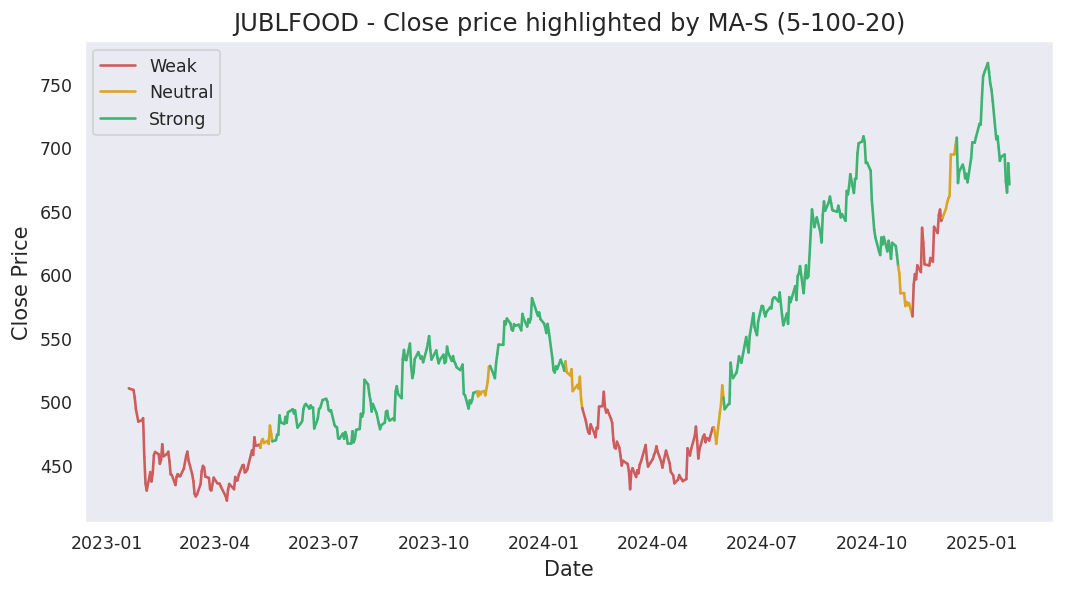 JUBLFOOD - Close price highlighted by MA-S (5-100-20)
Weak
Neutral
Strong
Close Price
750
700
650
600
550
500
450
2023-01 2023-04 2023-07 2023-10 2024-01 2024-04 2024-07 2024-10 2025-01
Date